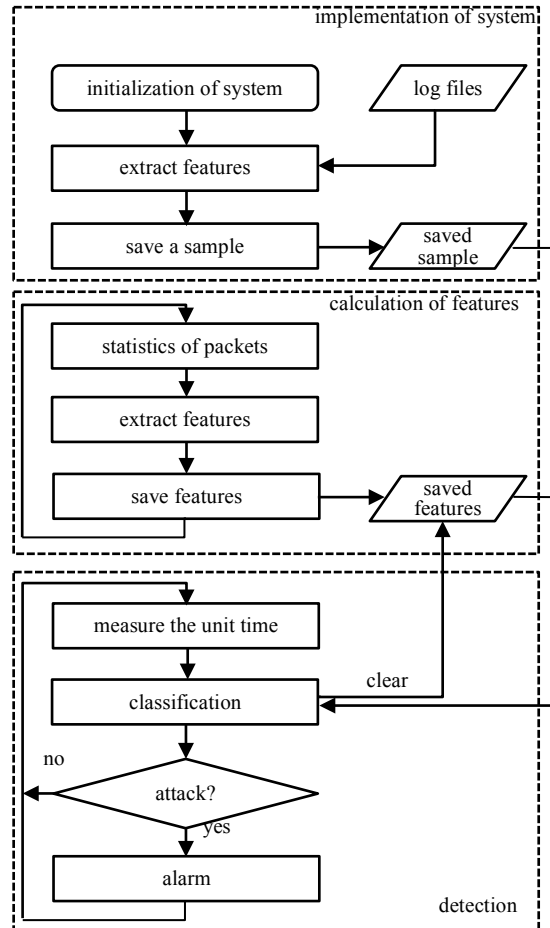 implementation of system
initialization of system
log files
extract features
save a sample
saved
sample
calculation of features
statistics of packets
extract features
save features
saved
features
measure the unit time
clear
classification
no
attack?
yes
alarm
detection